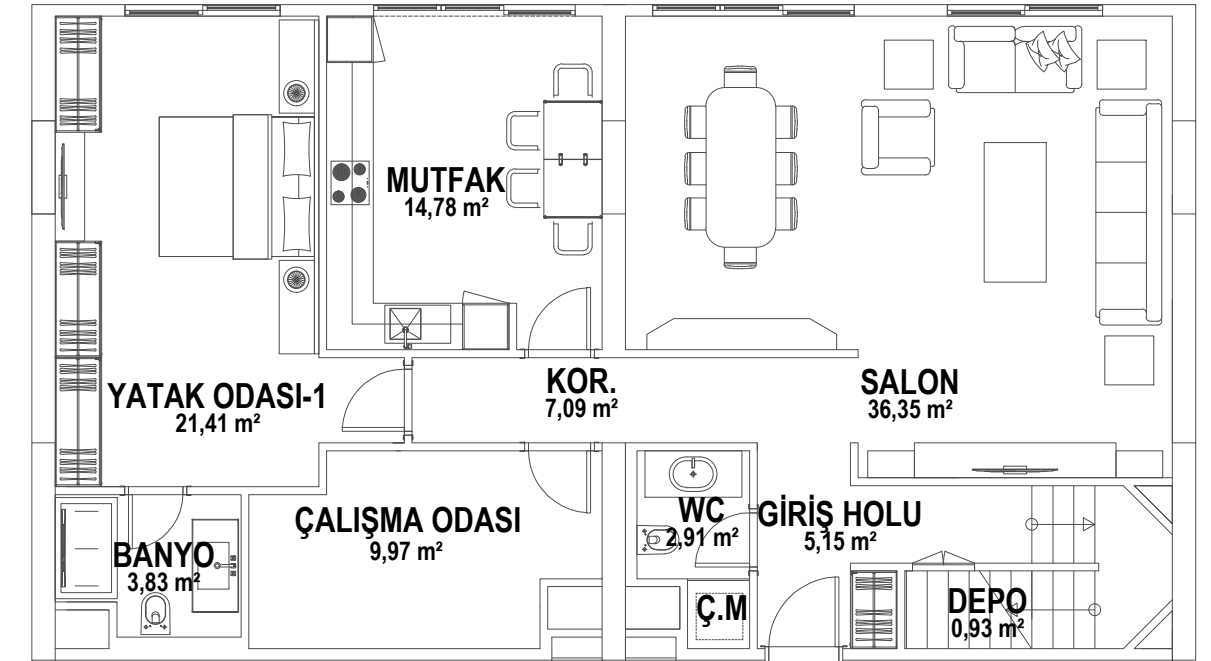 MUTFAK
14,78 m²
YATAK ODASI-1
21,41 m²
KOR.
7,09 m²
SALON
36,35 m²
ÇALIŞMA ODASI
9,97 m²
BANYO
3,83 m²
WC
2,91 m²
GİRİŞ HOLU
5,15 m²
Ç.M
DEPO
0,93 m²